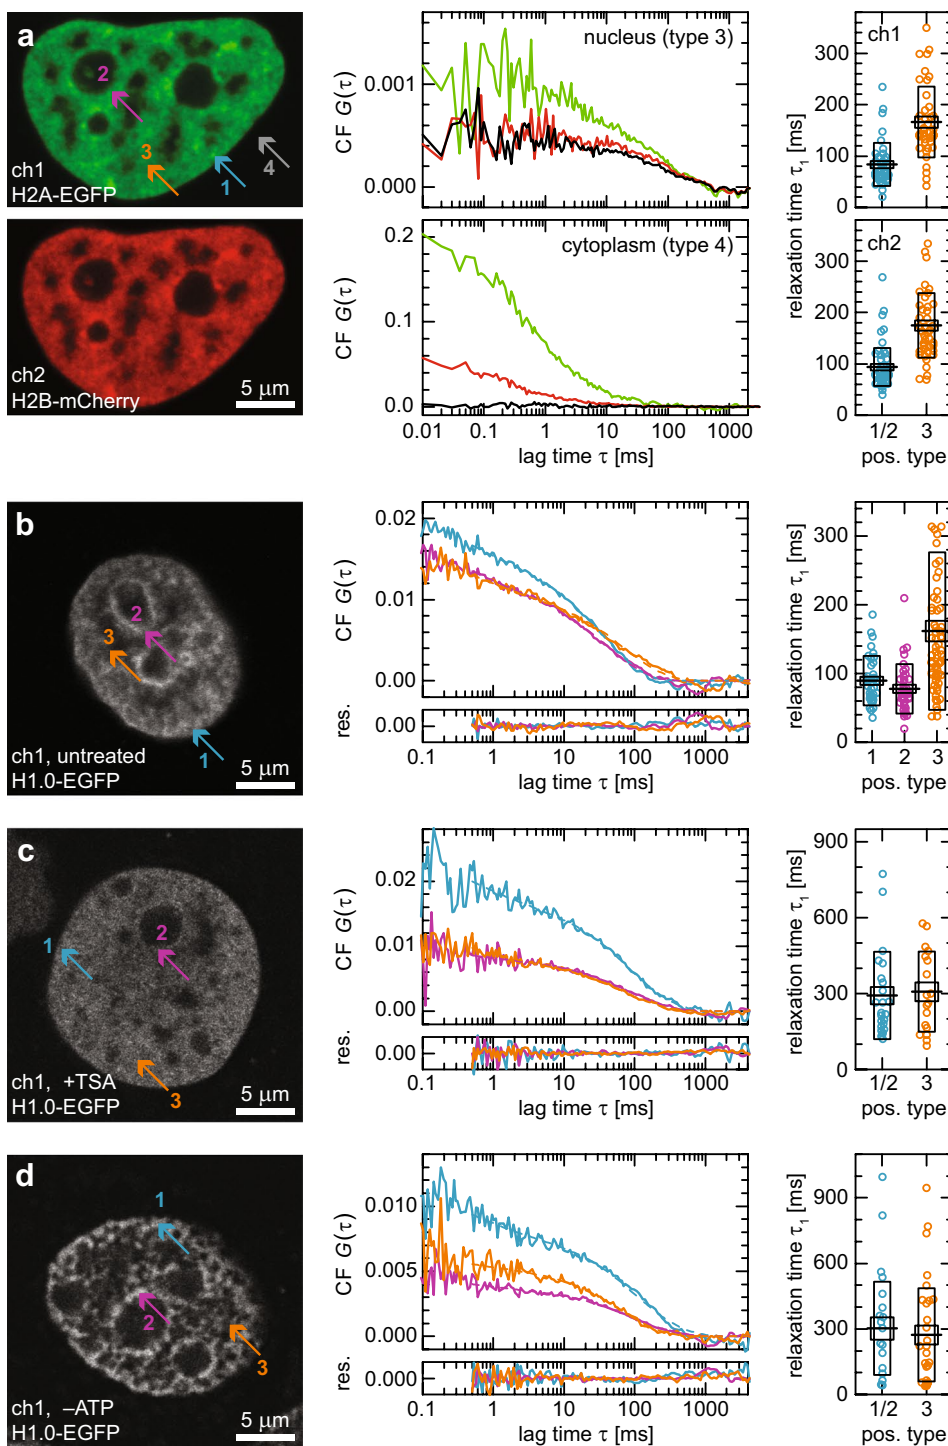 a
2
3
1
4
ch1
H2A-EGFP
ch2
H2B-mCherry
5 µm
CF G(τ)
0.001
0.000
nucleus (type 3)
CF G(τ)
0.2
0.1
0.0
cytoplasm (type 4)
0.01 0.1 1 10 100 1000
lag time τ [ms]
relaxation time τ1 [ms]
ch1
300
200
100
0
ch2
300
200
100
0
1/2 3
pos. type
b
2
3
1
ch1, untreated
H1.0-EGFP
5 µm
CF G(τ)
0.02
0.01
0.00
res.
0.00
0.1 1 10 100 1000
lag time τ [ms]
relaxation time τ1 [ms]
300
200
100
0
1 2 3
pos. type
c
1
2
3
ch1, +TSA
H1.0-EGFP
5 µm
CF G(τ)
0.02
0.01
0.00
res.
0.00
0.1 1 10 100 1000
lag time τ [ms]
relaxation time τ1 [ms]
900
600
300
0
1/2 3
pos. type
d
1
2
3
ch1, –ATP
H1.0-EGFP
5 µm
CF G(τ)
0.010
0.005
0.000
res.
0.000
0.1 1 10 100 1000
lag time τ [ms]
relaxation time τ1 [ms]
900
600
300
0
1/2 3
pos. type